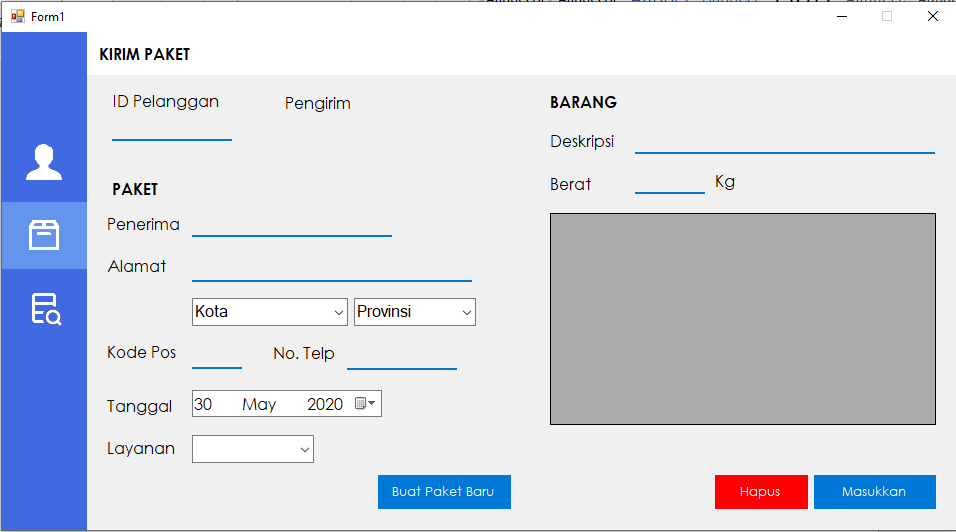 Form1
KIRIM PAKET
ID Pelanggan
Pengirim
PAKET
Penerima
Alamat
Kota
Provinsi
Kode Pos
No. Telp
Tanggal
30 May 2020
Layanan
Buat Paket Baru
BARANG
Deskripsi
Berat
Kg
Hapus
Masukkan